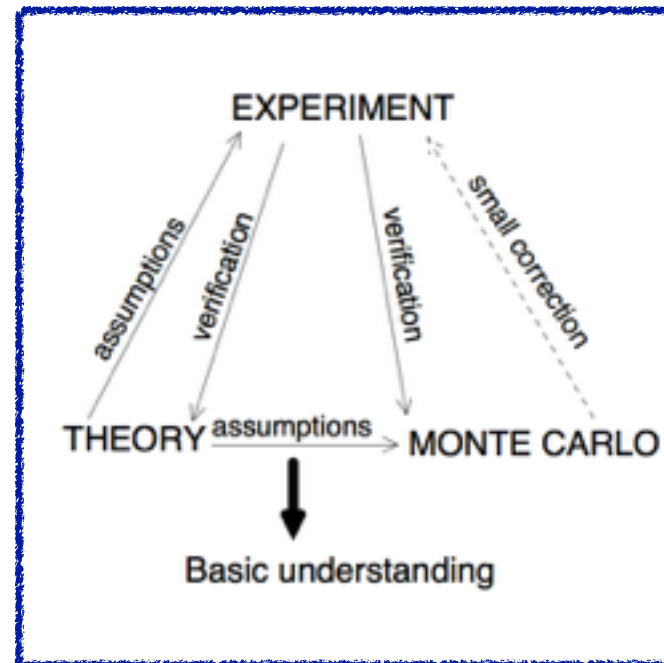 EXPERIMENT
assumptions
verification
verification
small correction
THEORY
assumptions
MONTE CARLO
Basic understanding